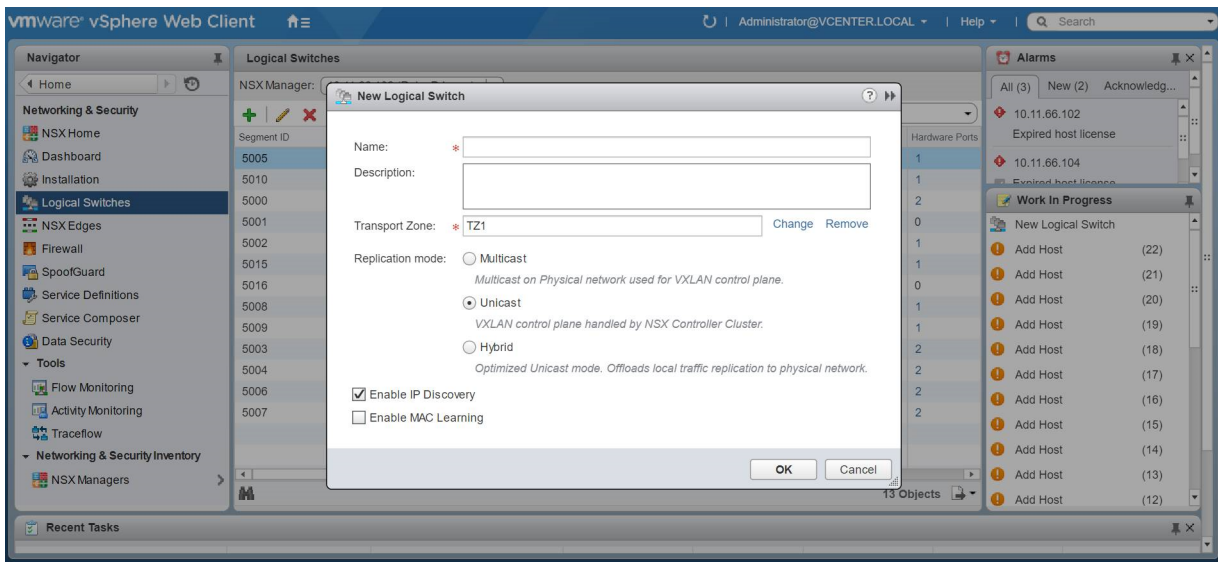 vmware® vSphere Web Client
Administrator@VCENTER.LOCAL
Help
Search
Navigator
Home
Networking & Security
NSX Home
Dashboard
Installation
Logical Switches
NSX Edges
Firewall
SpoofGuard
Service Definitions
Service Composer
Data Security
Tools
Flow Monitoring
Activity Monitoring
Traceflow
Networking & Security Inventory
NSX Managers
Logical Switches
NSX Manager:
Segment ID
Hardware Ports
5005 1
5010 1
5000 2
5001 0
5002 1
5015 1
5016 0
5008 1
5009 1
5003 2
5004 2
5006 2
5007 2
13 Objects
New Logical Switch
Name: *
Description:
Transport Zone: * TZ1 Change Remove
Replication mode: Multicast
Multicast on Physical network used for VXLAN control plane.
Unicast
VXLAN control plane handled by NSX Controller Cluster.
Hybrid
Optimized Unicast mode. Offloads local traffic replication to physical network.
Enable IP Discovery
Enable MAC Learning
OK Cancel
Alarms
All (3) New (2) Acknowledg...
10.11.66.102
Expired host license
10.11.66.104
Expired host license
Work In Progress
New Logical Switch
Add Host (22)
Add Host (21)
Add Host (20)
Add Host (19)
Add Host (18)
Add Host (17)
Add Host (16)
Add Host (15)
Add Host (14)
Add Host (13)
Add Host (12)
Recent Tasks